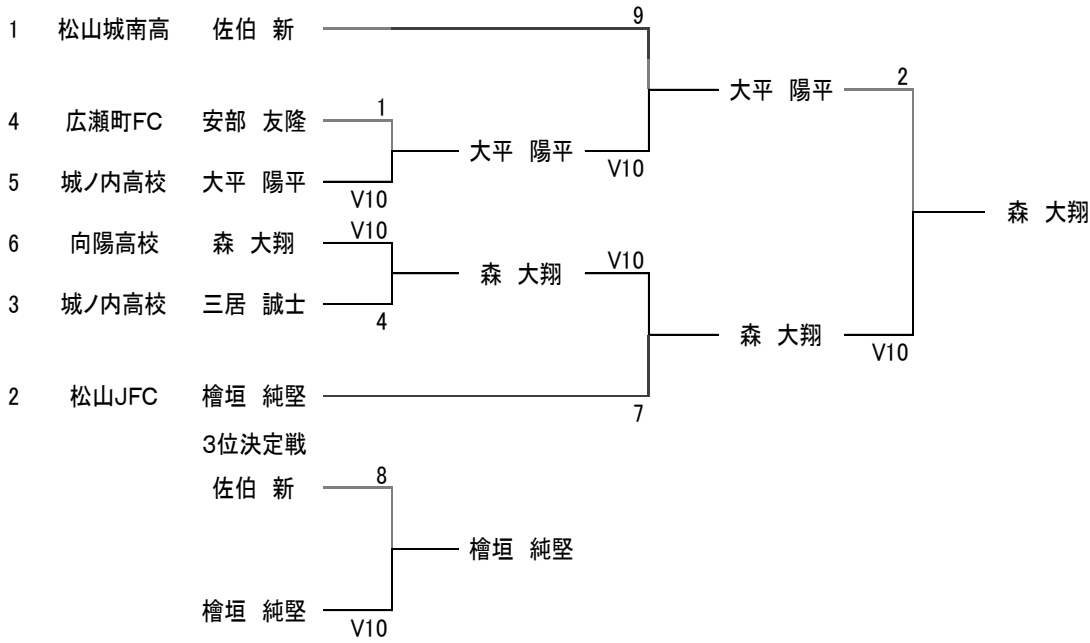 9
1 松山城南高 佐伯 新
大平 陽平 2
1
4 広瀬町FC 安部 友隆
大平 陽平 V10
5 城ノ内高校 大平 陽平
V10
森 大翔
6 向陽高校 森 大翔 V10
森 大翔 V10
3 城ノ内高校 三居 誠士
4
森 大翔 V10
2 松山JFC 檜垣 純堅
7
3位決定戦
8
佐伯 新
檜垣 純堅
檜垣 純堅
V10